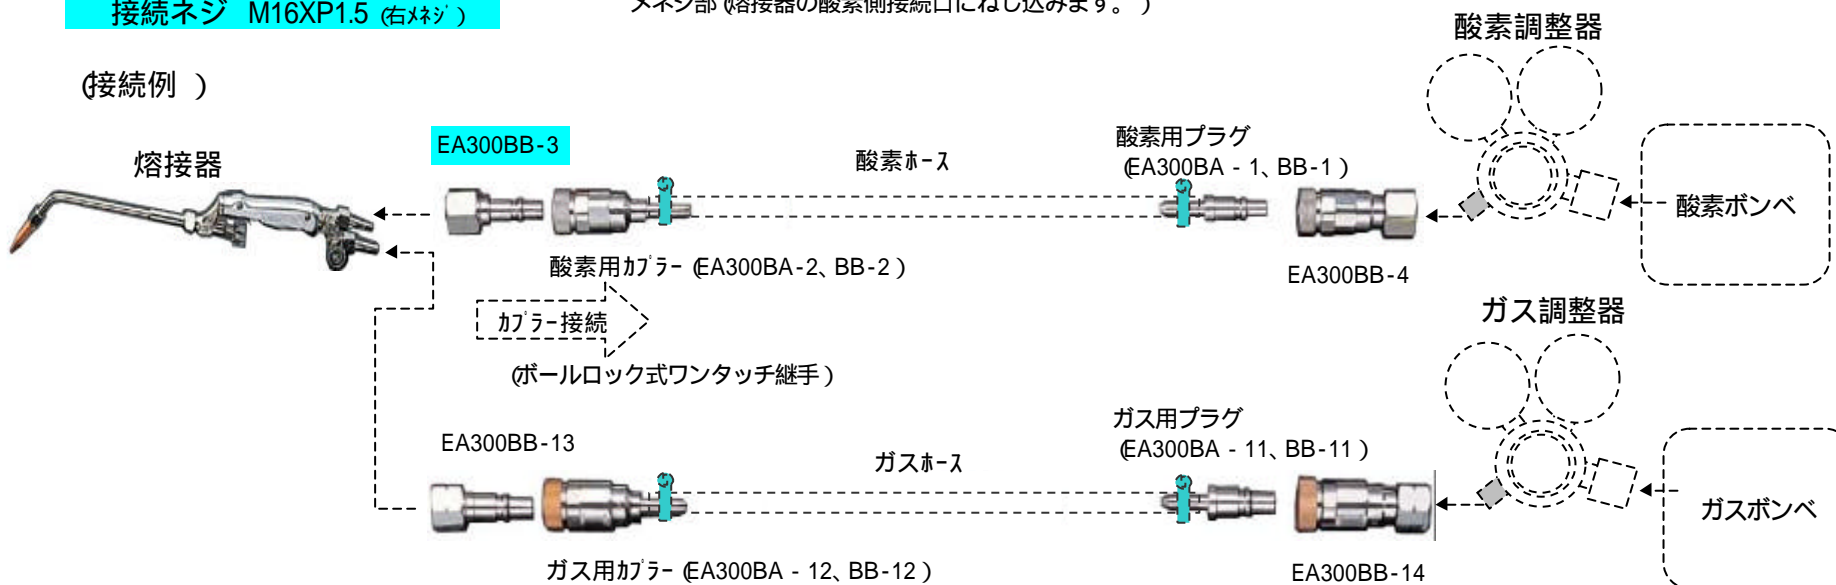 接続ネジ M16XP1.5 (右ﾒﾈｼﾞ)
メネジ部(熔接器の酸素側接続口にねじ込みます。)
酸素調整器
(接続例 )
熔接器
EA300BB-3
酸素ﾎｰｽ
酸素用プラグ
(EA300BA - 1、BB-1 )
酸素ボンベ
酸素用ｶﾌﾟﾗｰ (EA300BA-2、BB-2 )
EA300BB-4
ｶﾌﾟﾗｰ接続
ガス調整器
(ボールロック式ワンタッチ継手 )
EA300BB-13
ガスﾎｰｽ
ガス用プラグ
(EA300BA - 11、BB-11 )
ガスボンベ
ガス用ｶﾌﾟﾗｰ (EA300BA - 12、BB-12 )
EA300BB-14